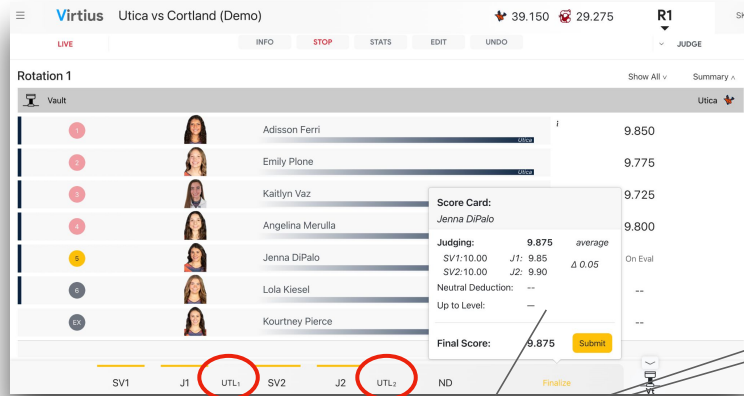 Virtius Utica vs Cortland (Demo) 39.150 29.275 R1 SK
LIVE INFO STOP STATS EDIT UNDO JUDGE
Rotation 1 Show All Summary
Vault Utica
1 Adisson Ferri Utica i 9.850
2 Emily Plone Utica 9.775
3 Kaitlyn Vaz 9.725
4 Angelina Merulla 9.800
5 Jenna DiPalo On Eval
6 Lola Kiesel --
EX Kourtney Pierce --
Score Card:
Jenna DiPalo
Judging: 9.875 average
SV1:10.00 J1: 9.85 Δ 0.05
SV2:10.00 J2: 9.90
Neutral Deduction: --
Up to Level: —
Final Score: 9.875 Submit
SV1 J1 UTL1 SV2 J2 UTL2 ND Finalize